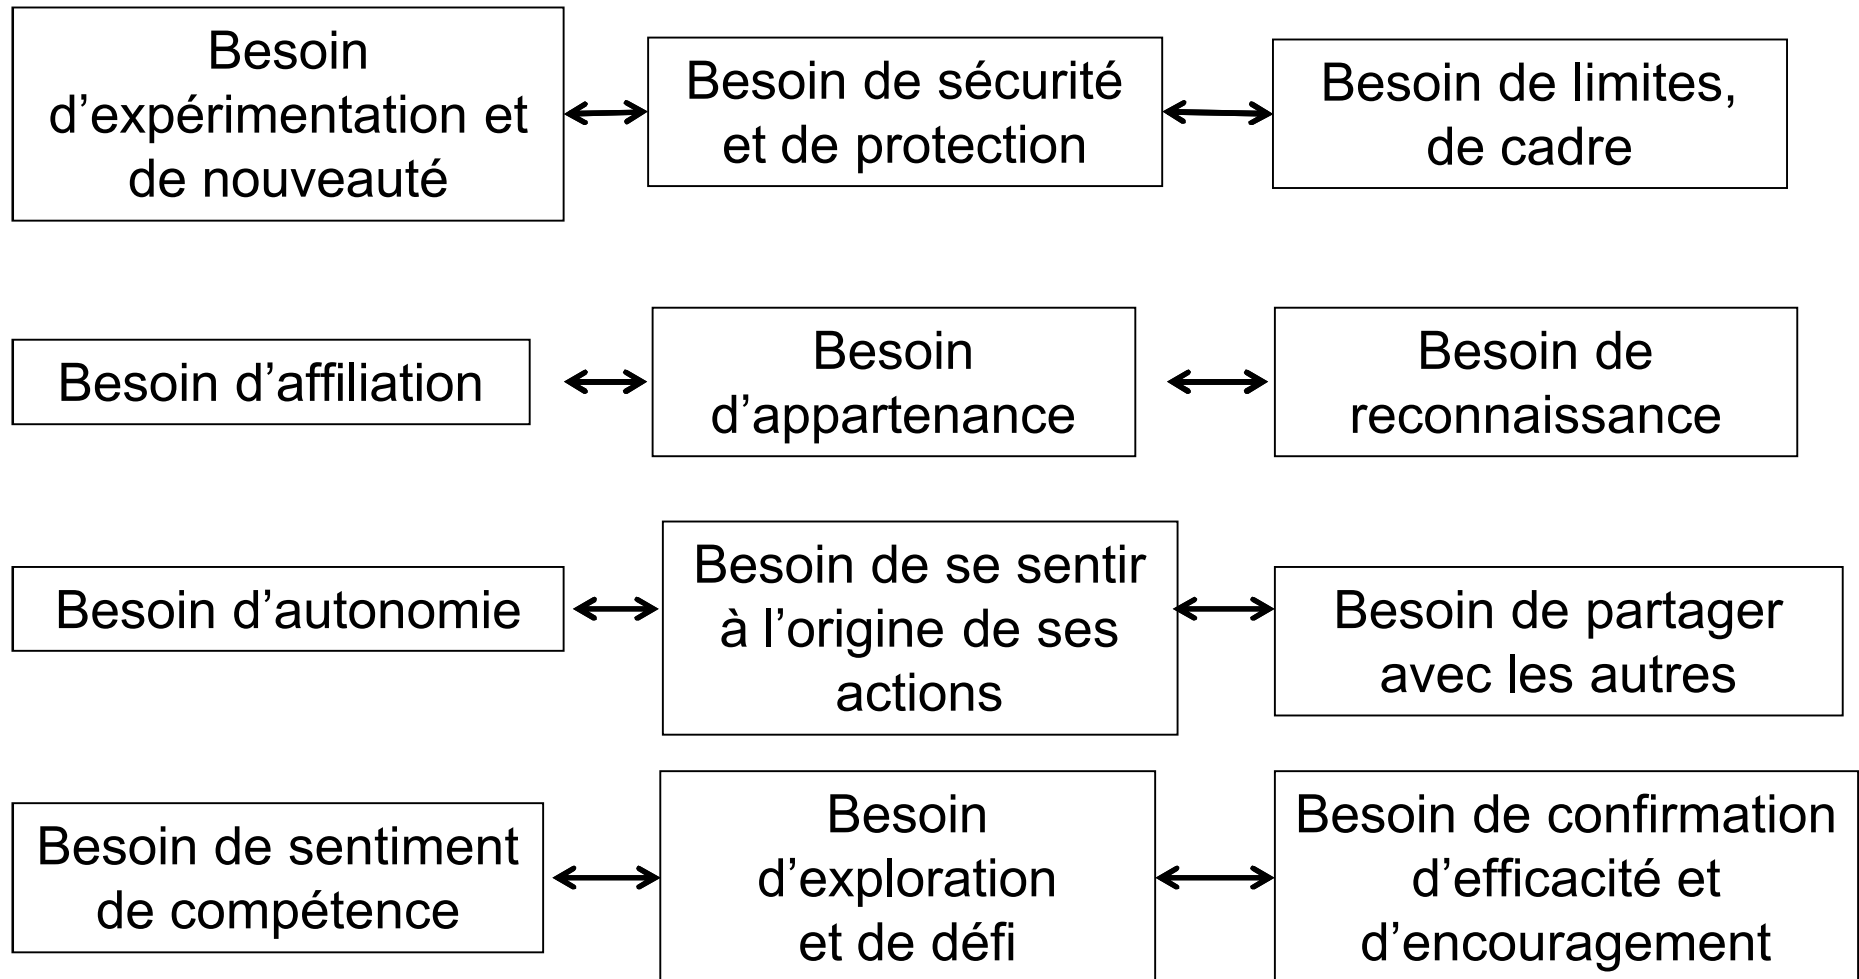 Besoin
d’expérimentation et
de nouveauté
Besoin de sécurité
et de protection
Besoin de limites,
de cadre
Besoin d’affiliation
Besoin
d’appartenance
Besoin de
reconnaissance
Besoin d’autonomie
Besoin de se sentir
à l’origine de ses
actions
Besoin de partager
avec les autres
Besoin de sentiment
de compétence
Besoin
d’exploration
et de défi
Besoin de confirmation
d’efficacité et
d’encouragement